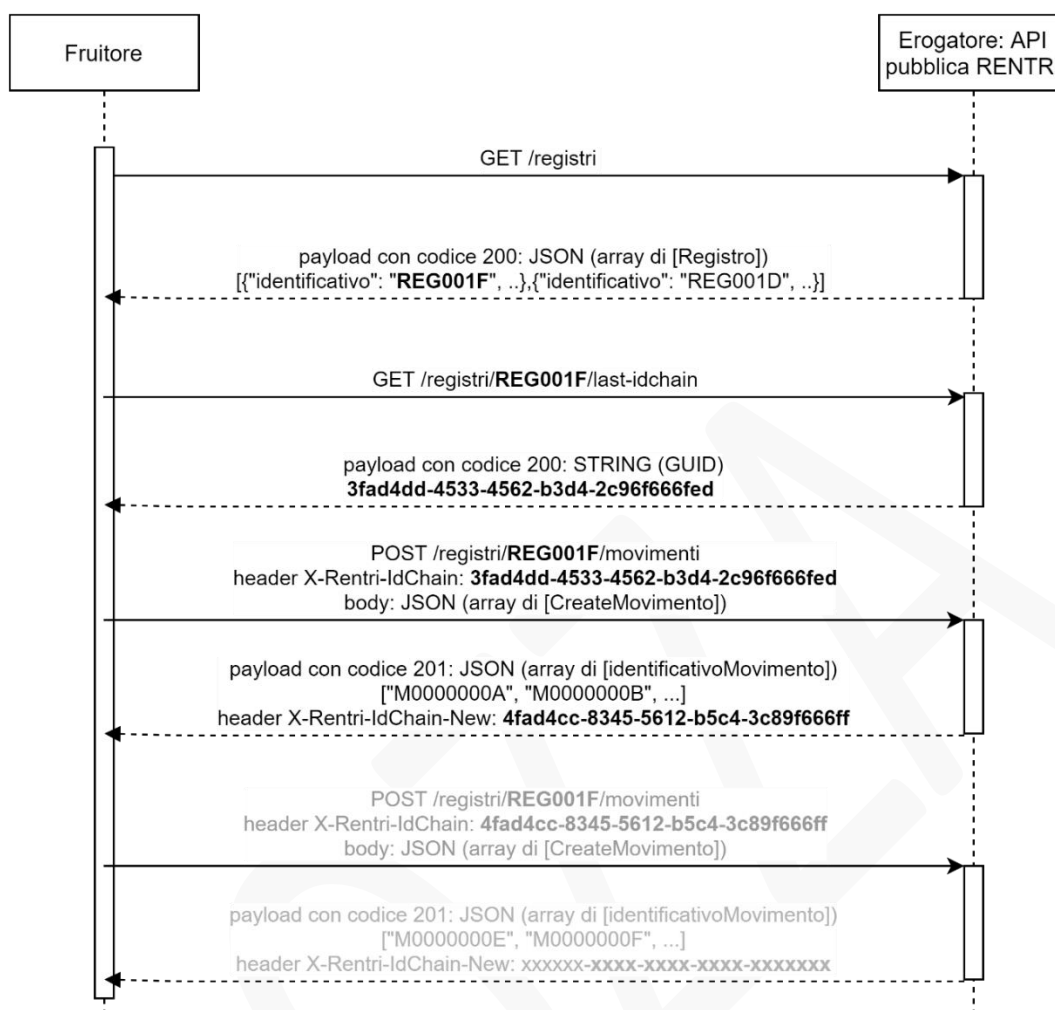 Fruitore
Erogatore: API
pubblica RENTR
GET /registri
payload con codice 200: JSON (array di [Registro])
[{"identificativo": "REG001F", ..},{"identificativo": "REG001D", ..}]
GET /registri/REG001F/last-idchain
payload con codice 200: STRING (GUID)
3fad4dd-4533-4562-b3d4-2c96f666fed
POST /registri/REG001F/movimenti
header X-Rentri-IdChain: 3fad4dd-4533-4562-b3d4-2c96f666fed
body: JSON (array di [CreateMovimento])
payload con codice 201: JSON (array di [identificativoMovimento])
["M0000000A", "M0000000B", ...]
header X-Rentri-IdChain-New: 4fad4cc-8345-5612-b5c4-3c89f666ff
POST /registri/REG001F/movimenti
header X-Rentri-IdChain: 4fad4cc-8345-5612-b5c4-3c89f666ff
body: JSON (array di [CreateMovimento])
payload con codice 201: JSON (array di [identificativoMovimento])
["M0000000E", "M0000000F", ...]
header X-Rentri-IdChain-New: xxxxxx-xxxx-xxxx-xxxx-xxxxxxx